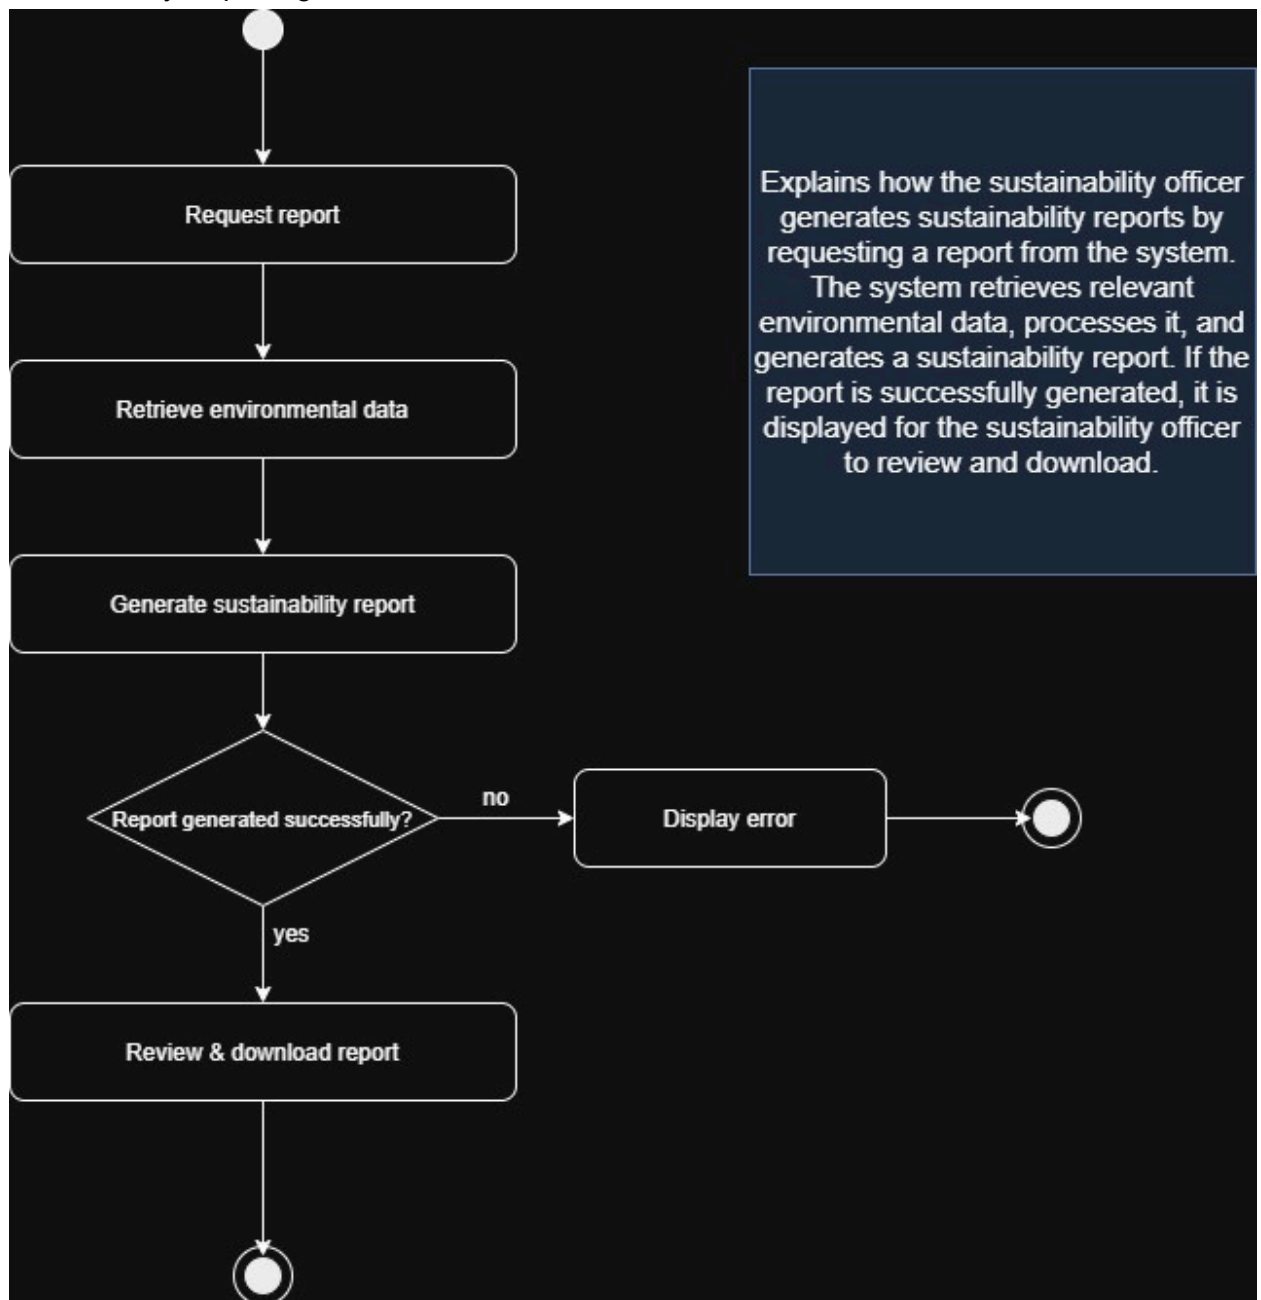 Request report
Retrieve environmental data
Generate sustainability report
Report generated successfully?
no
Display error
yes
Review & download report
Explains how the sustainability officer
generates sustainability reports by
requesting a report from the system.
The system retrieves relevant
environmental data, processes it, and
generates a sustainability report. If the
report is successfully generated, it is
displayed for the sustainability officer
to review and download.